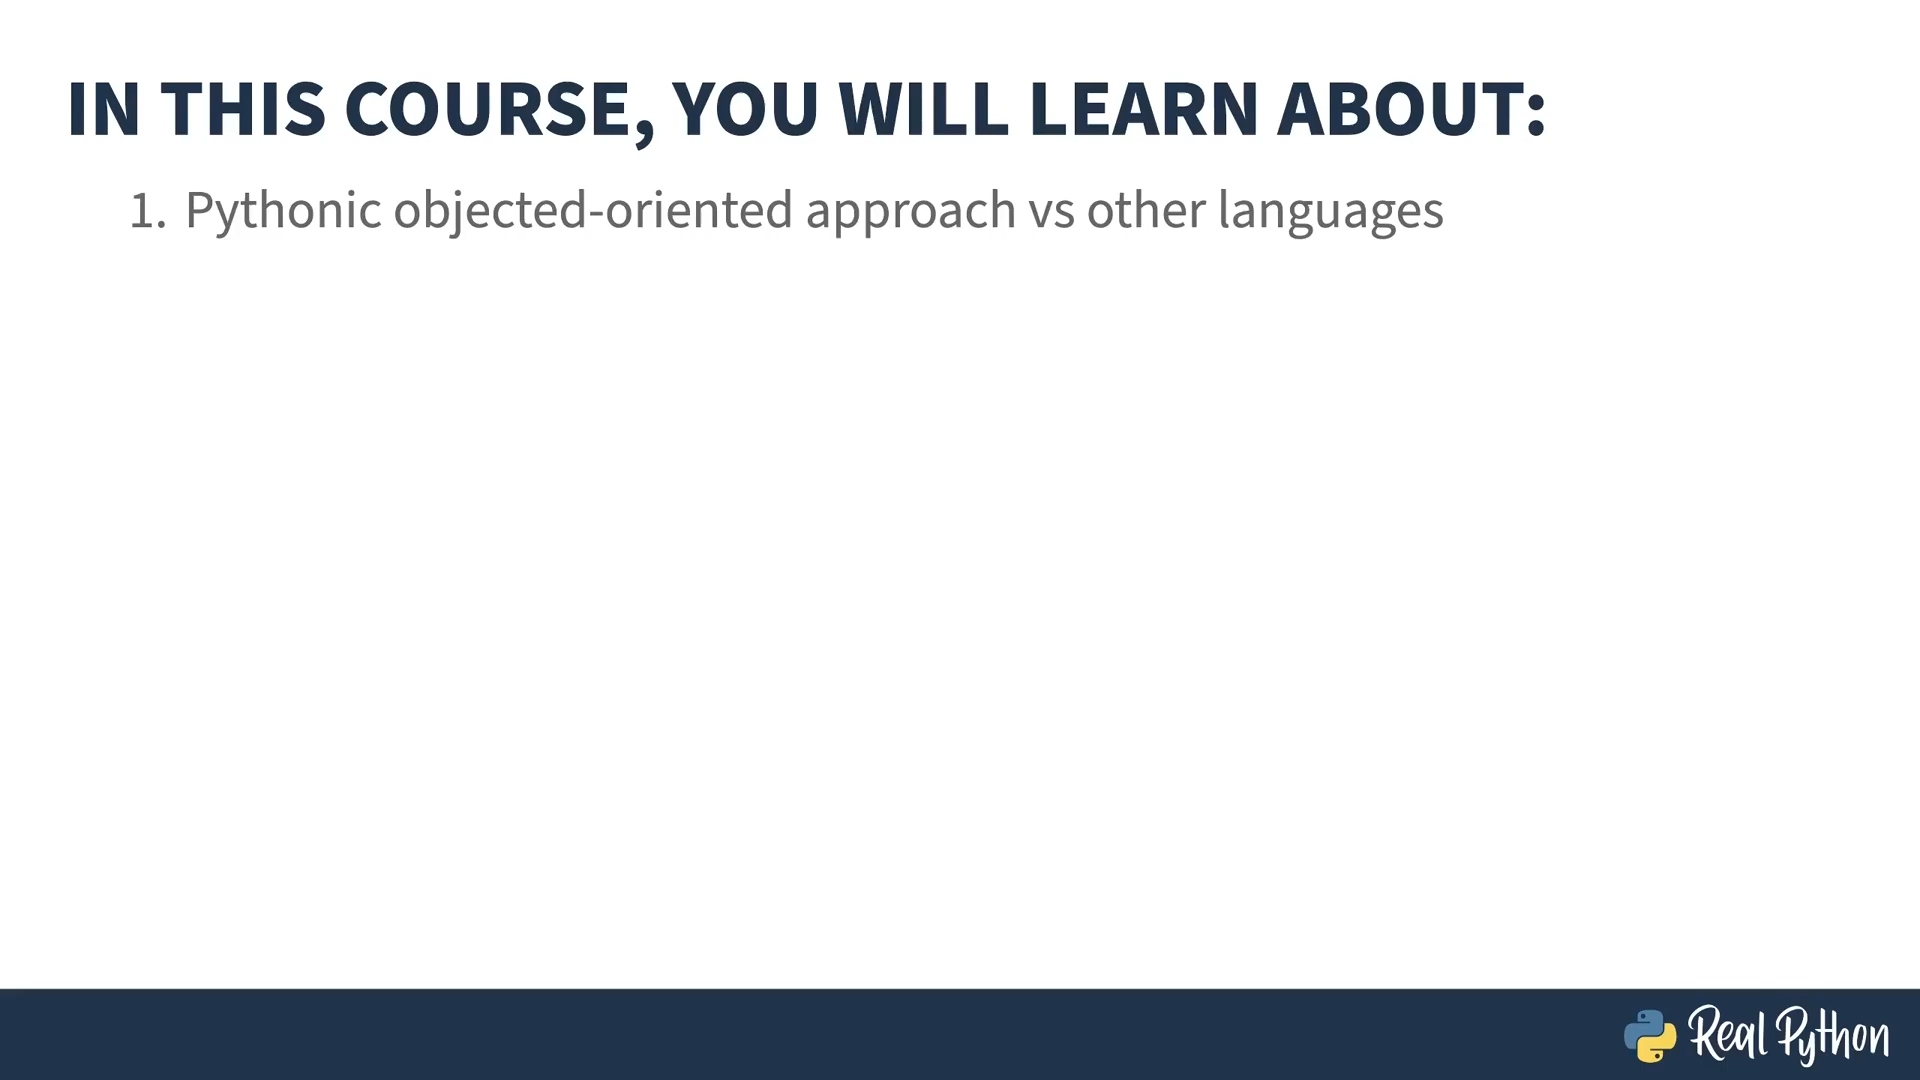 IN THIS COURSE, YOU WILL LEARN ABOUT:
1. Pythonic objected-oriented approach vs other languages
Real Python